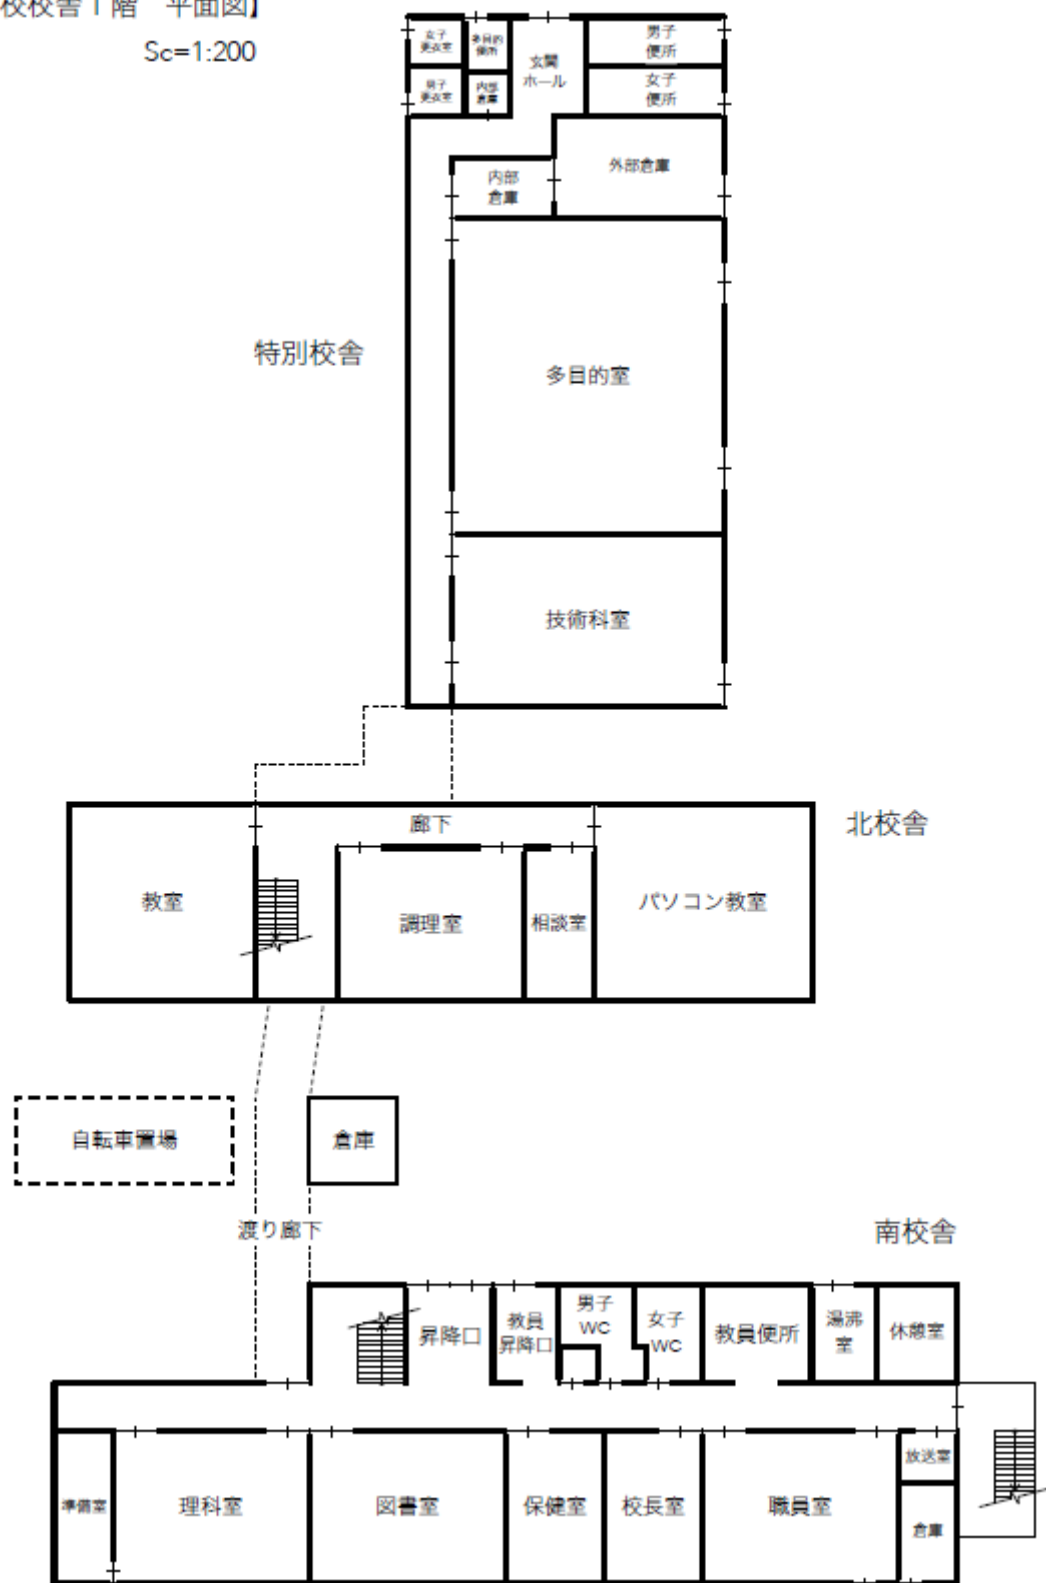 校校舎1階 平面図】
Sc=1:200
女子
更衣室
多目的
便所
玄関
ホール
男子
便所
男子
更衣室
内部
倉庫
女子
便所
外部倉庫
内部
倉庫
特別校舎
多目的室
技術科室
北校舎
廊下
教室
調理室
相談室
パソコン教室
自転車置場
倉庫
渡り廊下
南校舎
昇降口
教員
昇降口
男子
WC
女子
WC
教員便所
湯沸
室
休憩室
準備室
理科室
図書室
保健室
校長室
職員室
放送室
倉庫